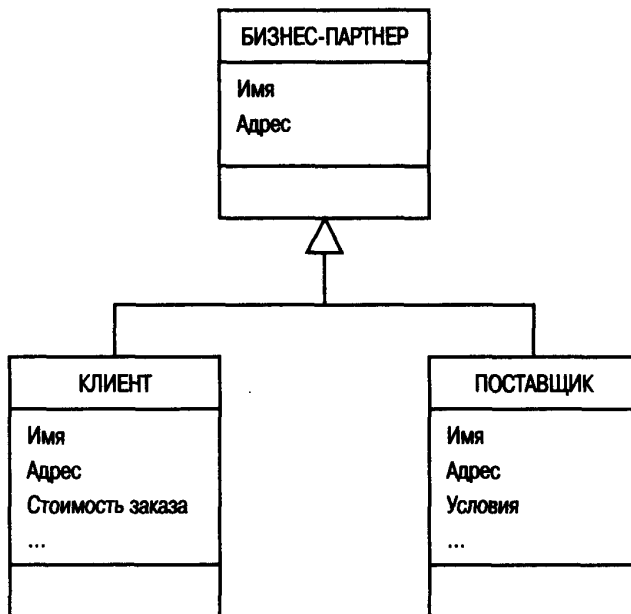 БИЗНЕС-ПАРТНЕР
Имя
Адрес
КЛИЕНТ
Имя
Адрес
Стоимость заказа
...
ПОСТАВЩИК
Имя
Адрес
Условия
...